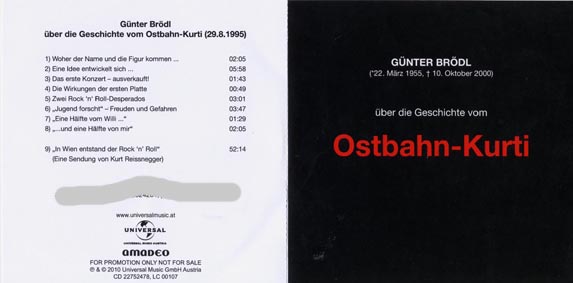 Günter Brödl
über die Geschichte vom Ostbahn-Kurti (29.8.1995)
1) Woher der Name und die Figur kommen ... 02:05
2) Eine Idee entwickelt sich ... 05:58
3) Das erste Konzert – ausverkauft! 01:43
4) Die Wirkungen der ersten Platte 00:49
5) Zwei Rock 'n' Roll-Desperados 03:01
6) „Jugend forscht“ – Freuden und Gefahren 03:47
7) „Eine Hälfte vom Willi ...“ 01:29
8) „...und eine Hälfte von mir“ 02:05
9) „In Wien entstand der Rock 'n' Roll“ 52:14
(Eine Sendung von Kurt Reissnegger)
www.universalmusic.at
UNIVERSAL
UNIVERSAL MUSIC AUSTRIA
amadeo
FOR PROMOTION ONLY NOT FOR SALE
℗ & © 2010 Universal Music GmbH Austria
CD 22752478, LC 00107
GÜNTER BRÖDL
(*22. März 1955, † 10. Oktober 2000)
über die Geschichte vom
Ostbahn-Kurti